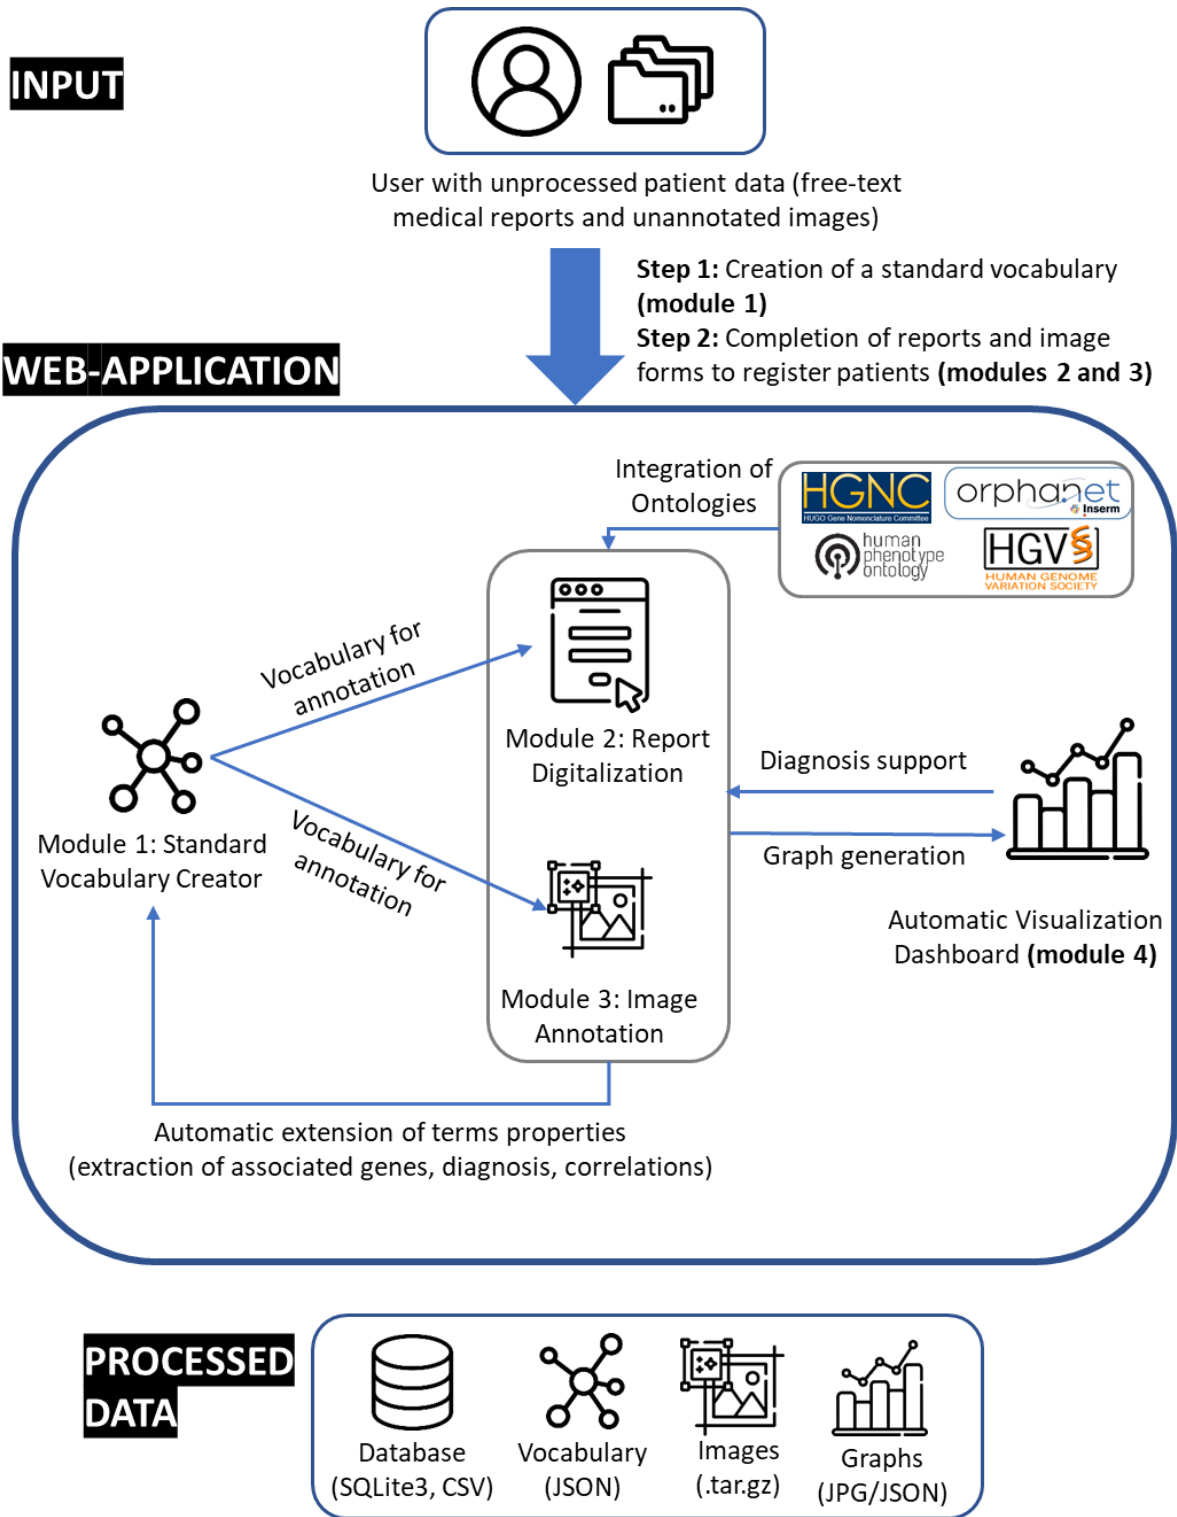 INPUT
User with unprocessed patient data (free-text
medical reports and unannotated images)
Step 1: Creation of a standard vocabulary
(module 1)
Step 2: Completion of reports and image
forms to register patients (modules 2 and 3)
WEB-APPLICATION
Integration of
Ontologies
HGNC
HUGO Gene Nomenclature Committee
orphanet
Inserm
human
phenotype
ontology
HGVS
HUMAN GENOME
VARIATION SOCIETY
Vocabulary for
annotation
Module 2: Report
Digitalization
Diagnosis support
Graph generation
Module 1: Standard
Vocabulary Creator
Vocabulary for
annotation
Automatic Visualization
Dashboard (module 4)
Module 3: Image
Annotation
Automatic extension of terms properties
(extraction of associated genes, diagnosis, correlations)
PROCESSED
DATA
Database
(SQLite3, CSV)
Vocabulary
(JSON)
Images
(.tar.gz)
Graphs
(JPG/JSON)